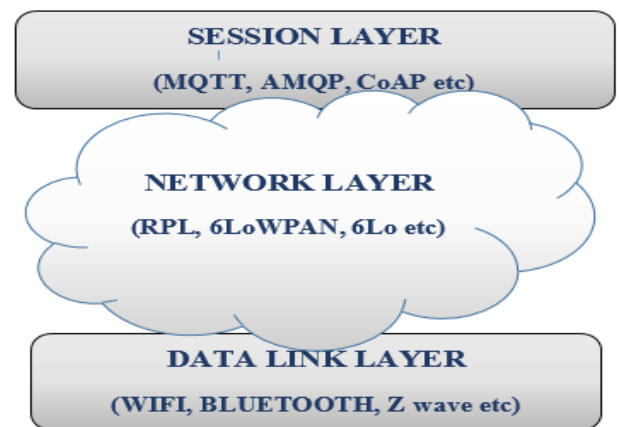 SESSION LAYER
(MQTT, AMQP, CoAP etc)
NETWORK LAYER
(RPL, 6LoWPAN, 6Lo etc)
DATA LINK LAYER
(WIFI, BLUETOOTH, Z wave etc)